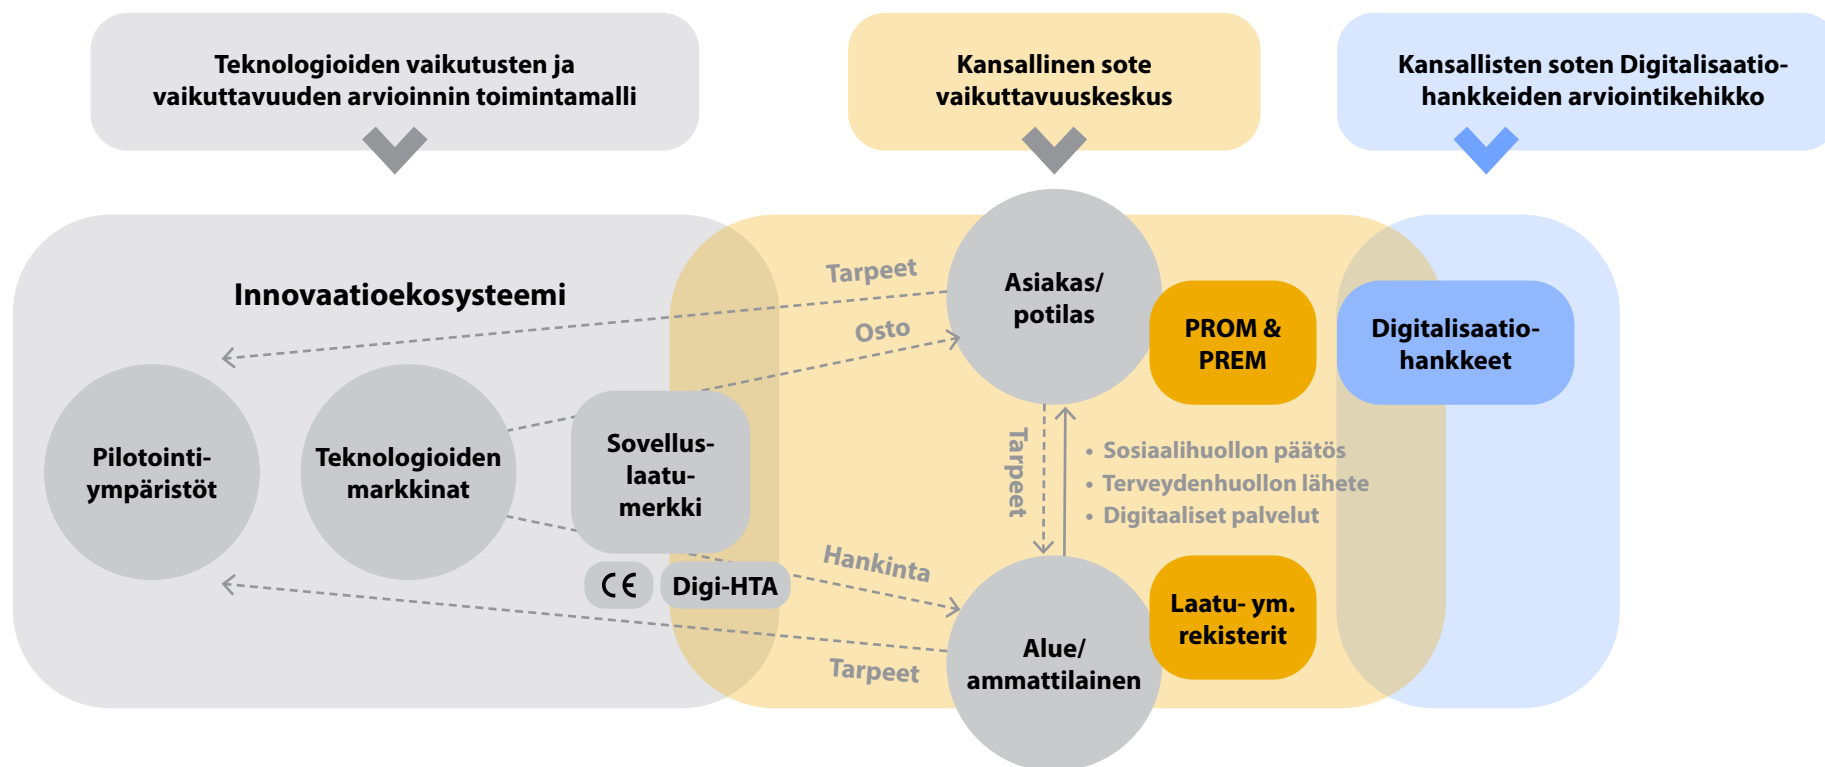 Teknologioiden vaikutusten ja
vaikuttavuuden arvioinnin toimintamalli
Kansallinen sote
vaikuttavuuskeskus
Kansallisten soten Digitalisaatio-
hankkeiden arviointikehikko
Innovaatioekosysteemi
Tarpeet
Osto
Asiakas/
potilas
PROM &
PREM
Digitalisaatio-
hankkeet
Pilotointi-
ympäristöt
Teknologioiden
markkinat
Sovellus-
laatu-
merkki
Tarpeet
• Sosiaalihuollon päätös
• Terveydenhuollon lähete
• Digitaaliset palvelut
CE
Digi-HTA
Hankinta
Tarpeet
Alue/
ammattilainen
Laatu- ym.
rekisterit